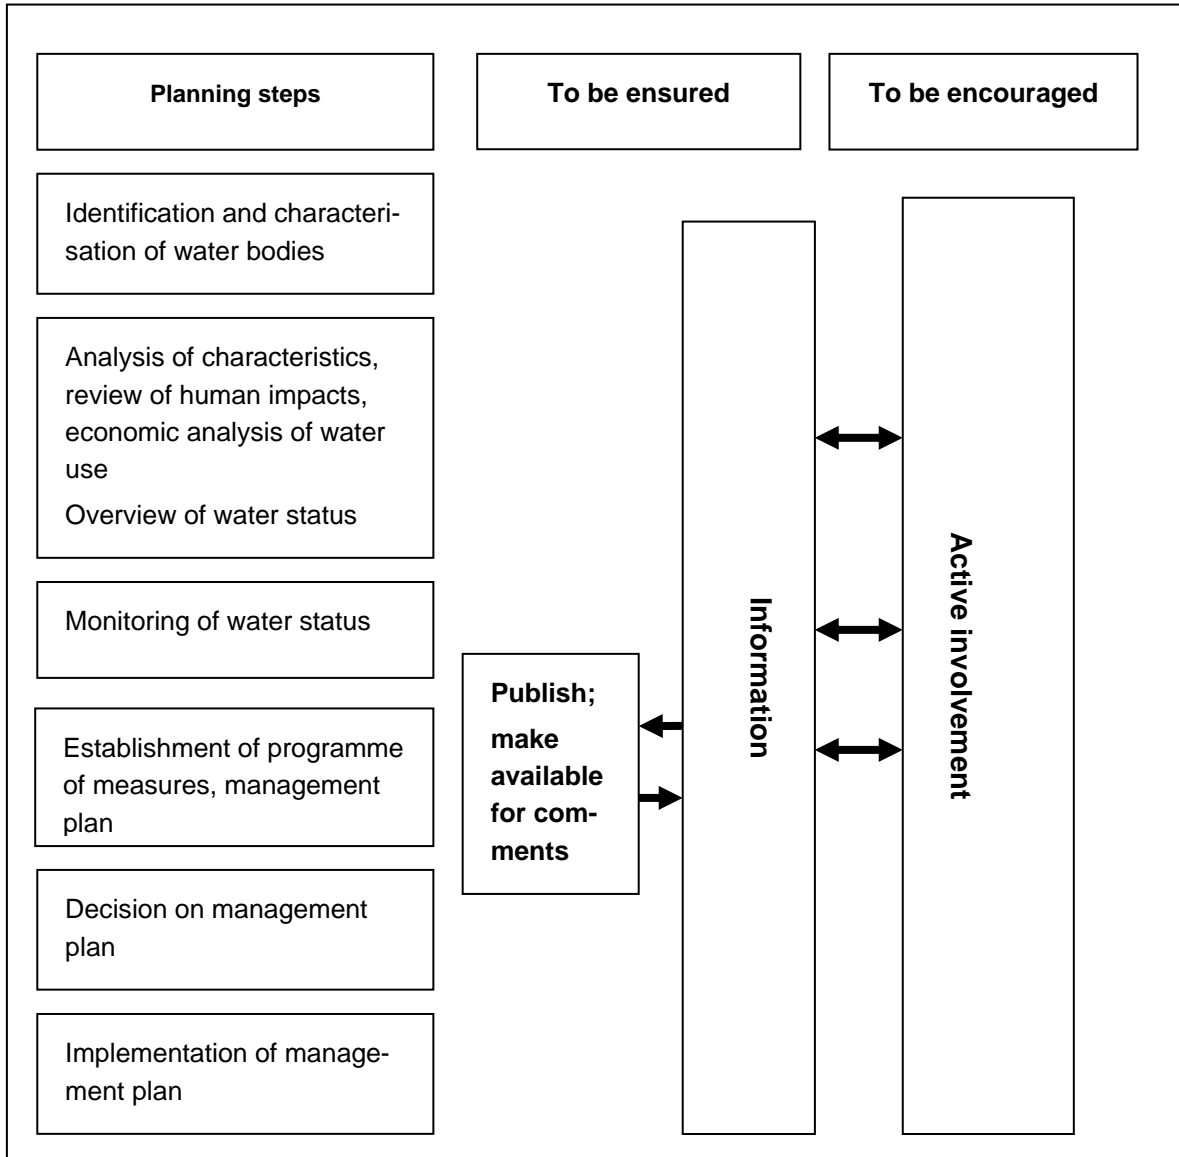 Planning steps
To be ensured
To be encouraged
Identification and characteri-
sation of water bodies
Analysis of characteristics,
review of human impacts,
economic analysis of water
use
Overview of water status
Monitoring of water status
Establishment of programme
of measures, management
plan
Decision on management
plan
Implementation of manage-
ment plan
Publish;
make
available
for com-
ments
Information
Active involvement